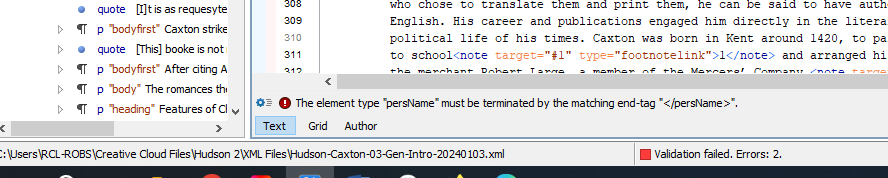 quote [I]t is as requesyte
p "bodyfirst" Caxton strike
quote [This] booke is not
p "bodyfirst" After citing A
p "body" The romances the
p "heading" Features of Cl
308 who chose to translate them and print them, he can be said to have auth
309 English. His career and publications engaged him directly in the litera
310 political life of his times. Caxton was born in Kent around 1420, to pa
311 to school<note target="#1" type="footnotelink">1</note> and arranged hi
312 the merchant Robert Large, a member of the Mercers' Company.<note targe
The element type "persName" must be terminated by the matching end-tag "</persName>".
Text Grid Author
C:\Users\RCL-ROBS\Creative Cloud Files\Hudson 2\XML Files\Hudson-Caxton-03-Gen-Intro-20240103.xml
Validation failed. Errors: 2.